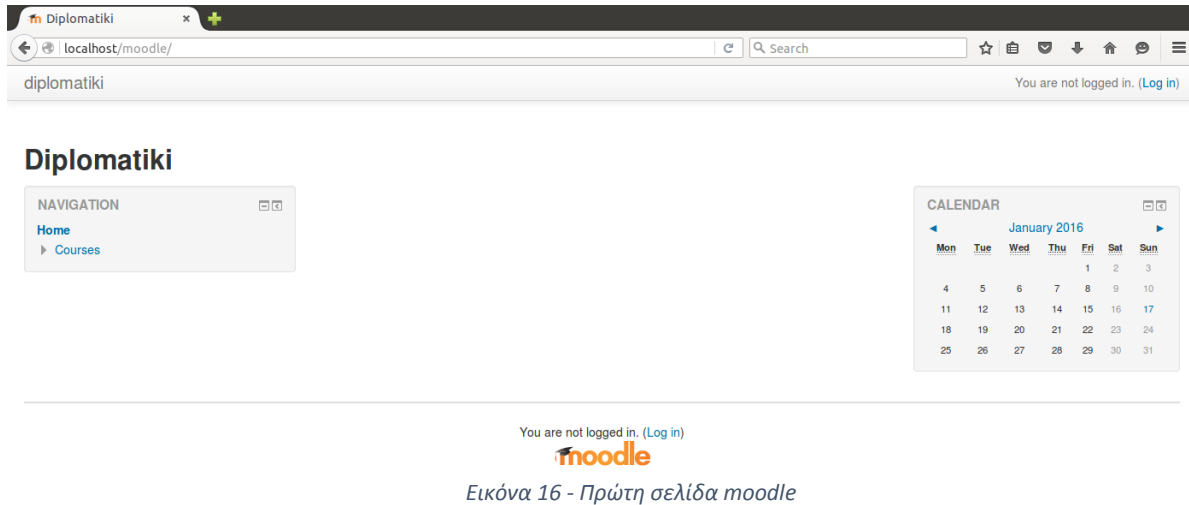 Diplomatiki
localhost/moodle/
Search
diplomatiki
You are not logged in. (Log in)
Diplomatiki
NAVIGATION
Home
Courses
CALENDAR
January 2016
Mon Tue Wed Thu Fri Sat Sun
1 2 3
4 5 6 7 8 9 10
11 12 13 14 15 16 17
18 19 20 21 22 23 24
25 26 27 28 29 30 31
You are not logged in. (Log in)
moodle
Εικόνα 16 - Πρώτη σελίδα moodle